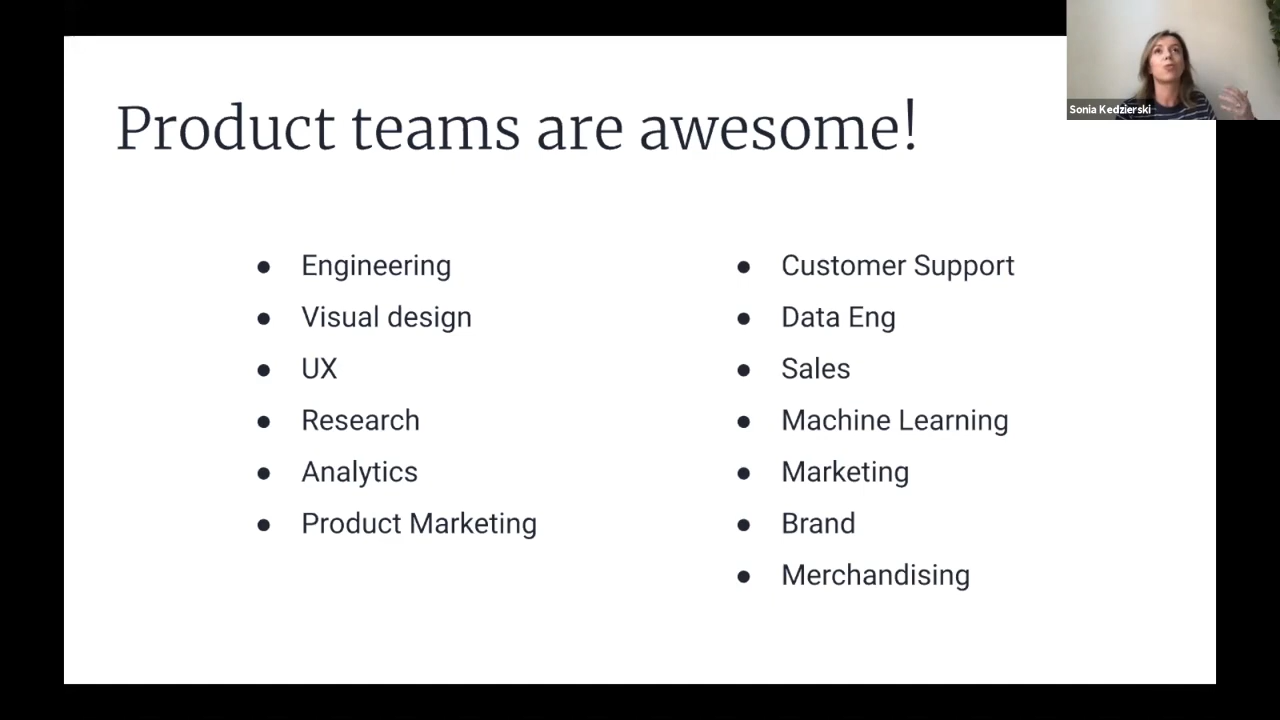 Product teams are awesome!
● Engineering
● Visual design
● UX
● Research
● Analytics
● Product Marketing
● Customer Support
● Data Eng
● Sales
● Machine Learning
● Marketing
● Brand
● Merchandising
Sonia Kedzierski